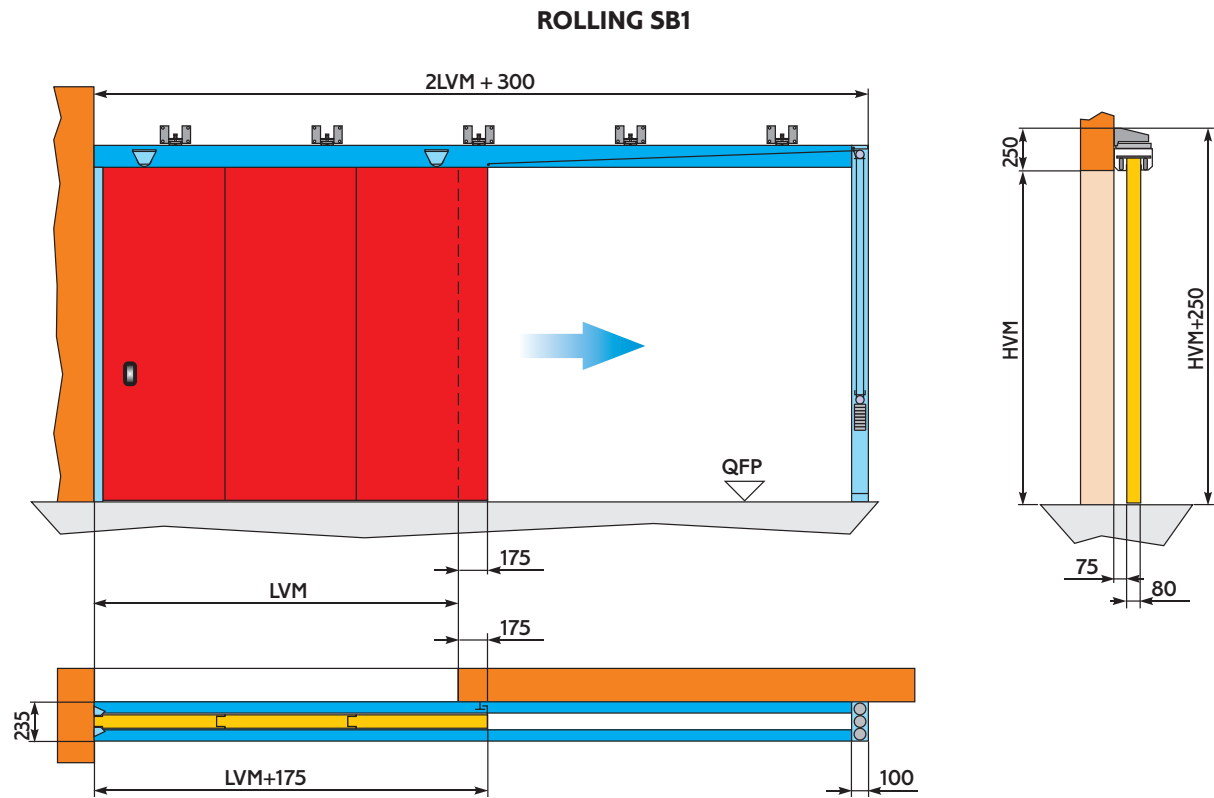 ROLLING SB1
2LVM + 300
250
HVM
HVM+250
QFP
175
75
80
LVM
175
235
LVM+175
100